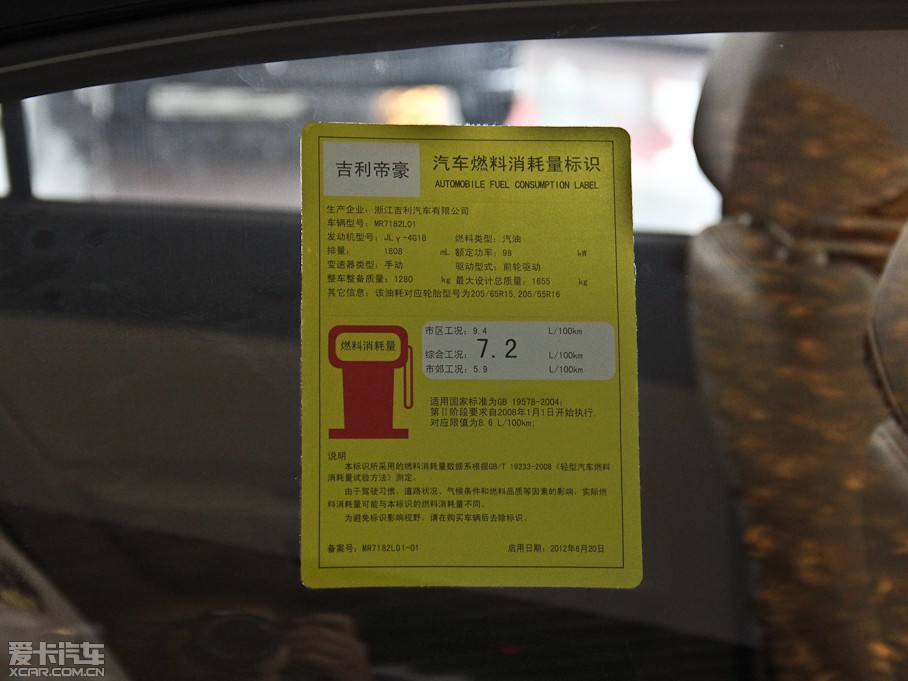 吉利帝豪
汽车燃料消耗量标识
AUTOMOBILE FUEL CONSUMPTION LABEL
生产企业: 浙江吉利汽车有限公司
车辆型号: MR7182L01
发动机型号: JLγ-4G18 燃料类型: 汽油
排量: 1808 mL 额定功率: 98 kW
变速器类型: 手动 驱动型式: 前轮驱动
整车整备质量: 1280 kg 最大设计总质量: 1655 kg
其它信息: 该油耗对应轮胎型号为205/65R15, 205/55R16
燃料消耗量
市区工况: 9.4 L/100km
综合工况: 7.2 L/100km
市郊工况: 5.9 L/100km
适用国家标准为GB 19578-2004;
第II阶段要求自2008年1月1日开始执行,
对应限值为8.6 L/100km;
说明
本标识所采用的燃料消耗量数据系根据GB/T 19233-2008《轻型汽车燃料
消耗量试验方法》测定。
由于驾驶习惯、道路状况、气候条件和燃料品质等因素的影响, 实际燃
料消耗量可能与本标识的燃料消耗量不同。
为避免标识影响视野, 请在购买车辆后去除标识。
备案号: MR7182L01-01 启用日期: 2012年8月20日
爱卡汽车
XCAR.COM.CN